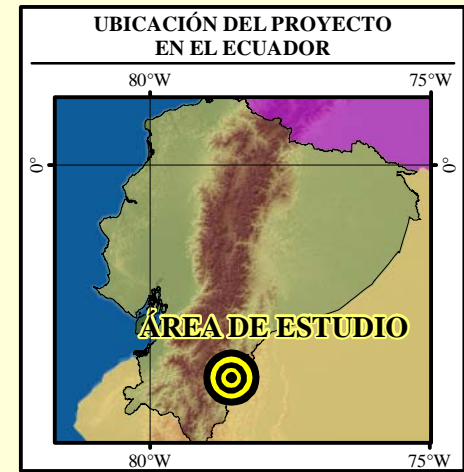 UBICACIÓN DEL PROYECTO
EN EL ECUADOR
80°W 75°W
0° 0°
ÁREA DE ESTUDIO
80°W 75°W